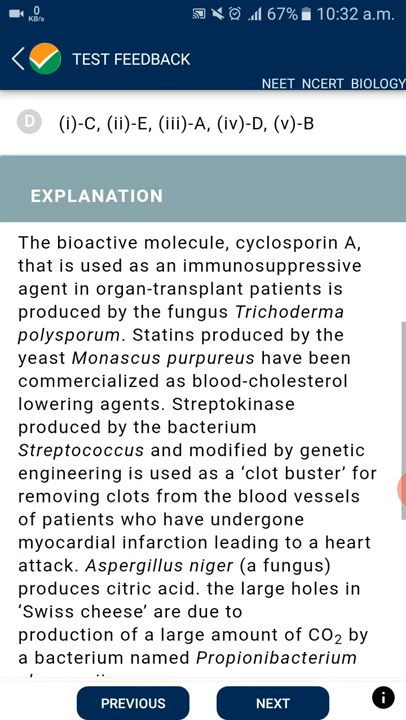 0
KB/s
67% 10:32 a.m.
TEST FEEDBACK
NEET NCERT BIOLOGY
D (i)-C, (ii)-E, (iii)-A, (iv)-D, (v)-B
EXPLANATION
The bioactive molecule, cyclosporin A,
that is used as an immunosuppressive
agent in organ-transplant patients is
produced by the fungus Trichoderma
polysporum. Statins produced by the
yeast Monascus purpureus have been
commercialized as blood-cholesterol
lowering agents. Streptokinase
produced by the bacterium
Streptococcus and modified by genetic
engineering is used as a ‘clot buster’ for
removing clots from the blood vessels
of patients who have undergone
myocardial infarction leading to a heart
attack. Aspergillus niger (a fungus)
produces citric acid. the large holes in
‘Swiss cheese’ are due to
production of a large amount of CO₂ by
a bacterium named Propionibacterium
PREVIOUS
NEXT